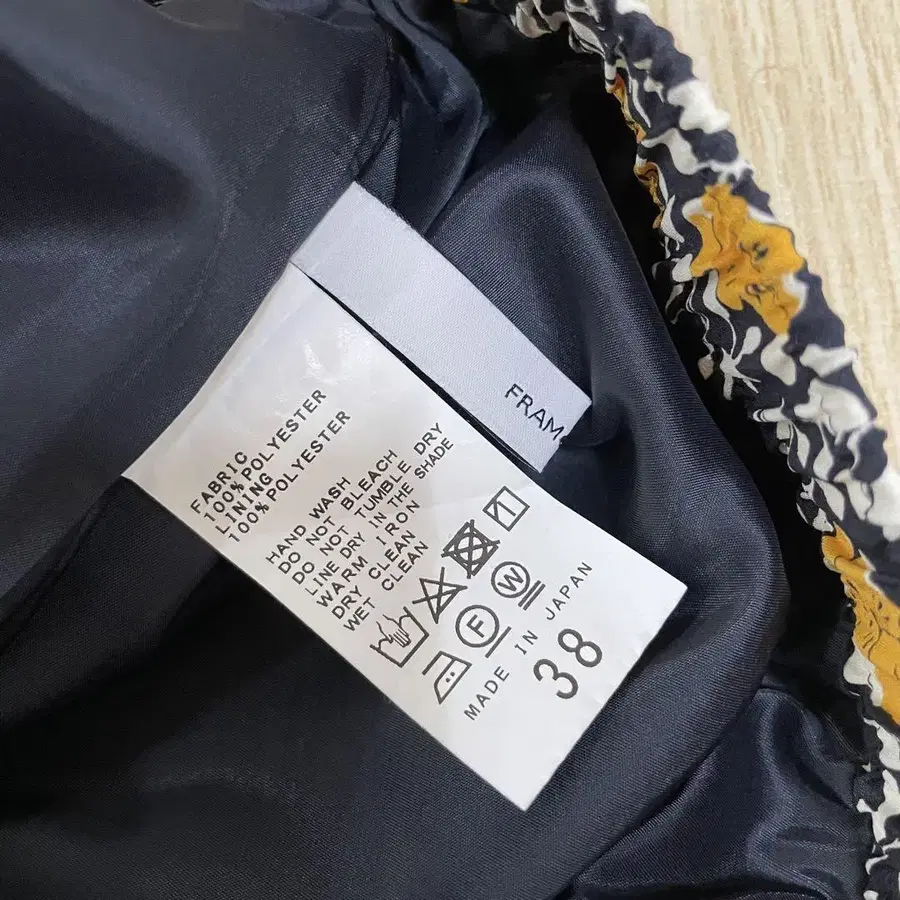 FRAM
FABRIC
100% POLYESTER
LINING
100% POLYESTER
HAND WASH
DO NOT BLEACH
DO NOT TUMBLE DRY
LINE DRY IN THE SHADE
WARM IRON
DRY CLEAN
WET CLEAN
F
W
MADE IN JAPAN
38